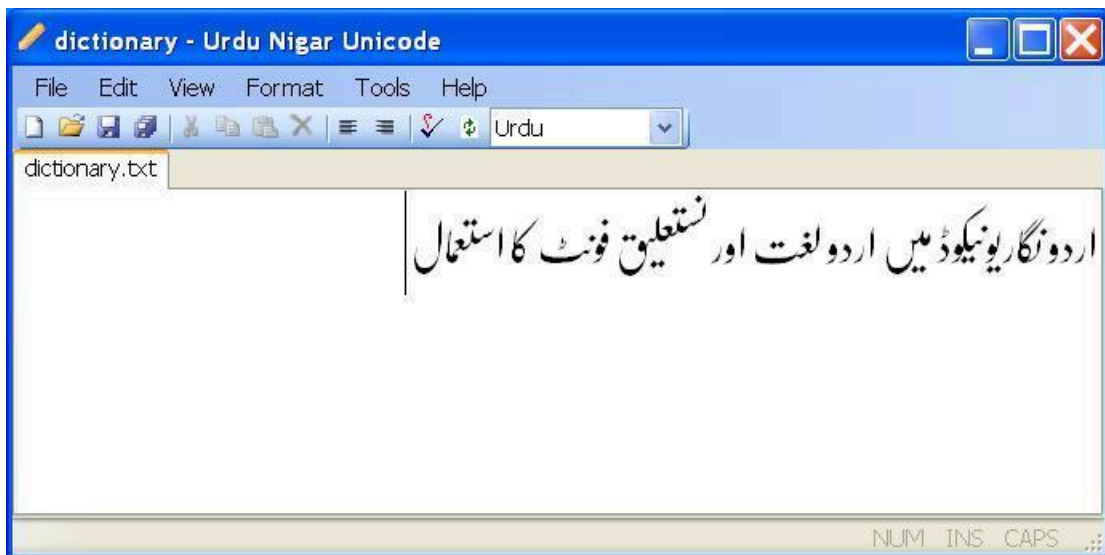 dictionary - Urdu Nigar Unicode
File Edit View Format Tools Help
Urdu
dictionary.txt
اردو نگار یونیکوڈ میں اردو لغت اور نستعلیق فونٹ کا استعمال
NUM INS CAPS